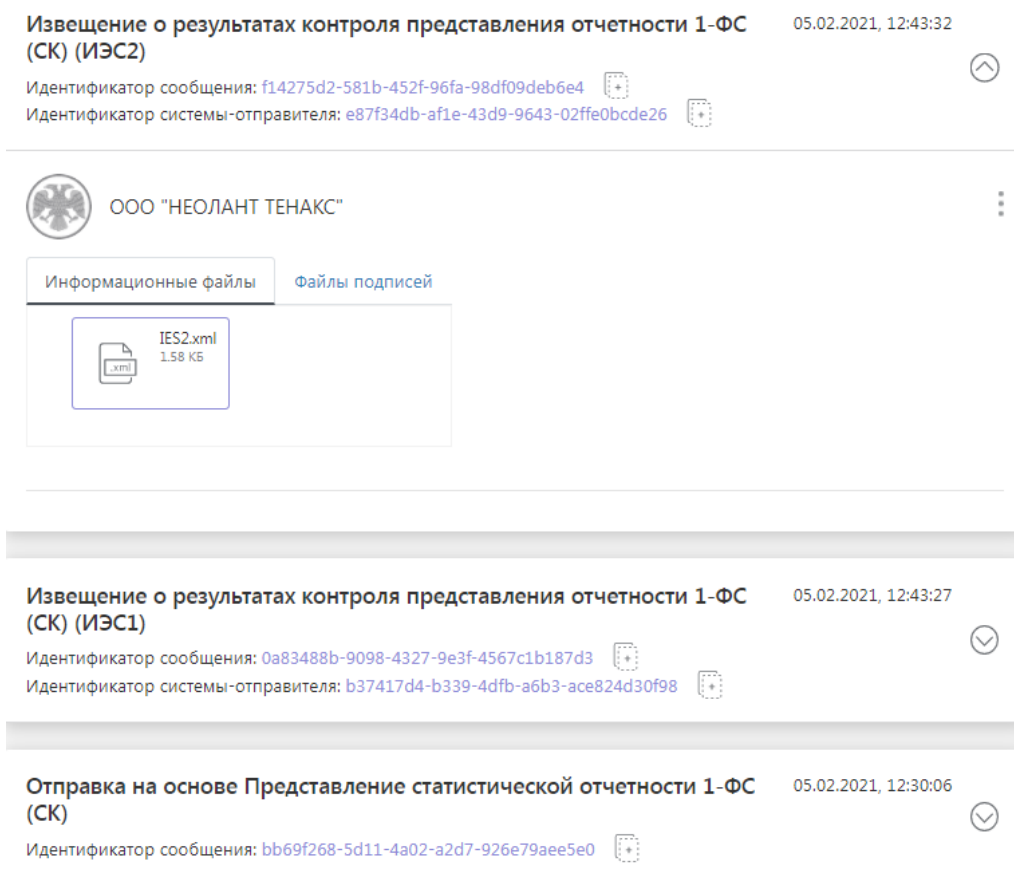 Извещение о результатах контроля представления отчетности 1-ФС
(СК) (ИЭС2)
05.02.2021, 12:43:32
Идентификатор сообщения: f14275d2-581b-452f-96fa-98df09deb6e4
Идентификатор системы-отправителя: e87f34db-af1e-43d9-9643-02ffe0bcde26
ООО "НЕОЛАНТ ТЕНАКС"
Информационные файлы
Файлы подписей
.xml
IES2.xml
1.58 КБ
Извещение о результатах контроля представления отчетности 1-ФС
(СК) (ИЭС1)
05.02.2021, 12:43:27
Идентификатор сообщения: 0a83488b-9098-4327-9e3f-4567c1b187d3
Идентификатор системы-отправителя: b37417d4-b339-4dfb-a6b3-ace824d30f98
Отправка на основе Представление статистической отчетности 1-ФС
(СК)
05.02.2021, 12:30:06
Идентификатор сообщения: bb69f268-5d11-4a02-a2d7-926e79aee5e0